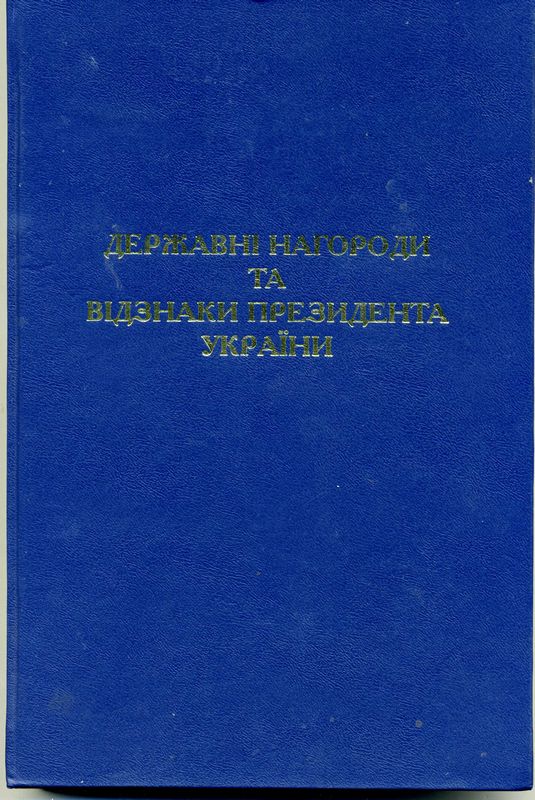 ДЕРЖАВНІ НАГОРОДИ
ТА
ВІДЗНАКИ ПРЕЗИДЕНТА
УКРАЇНИ